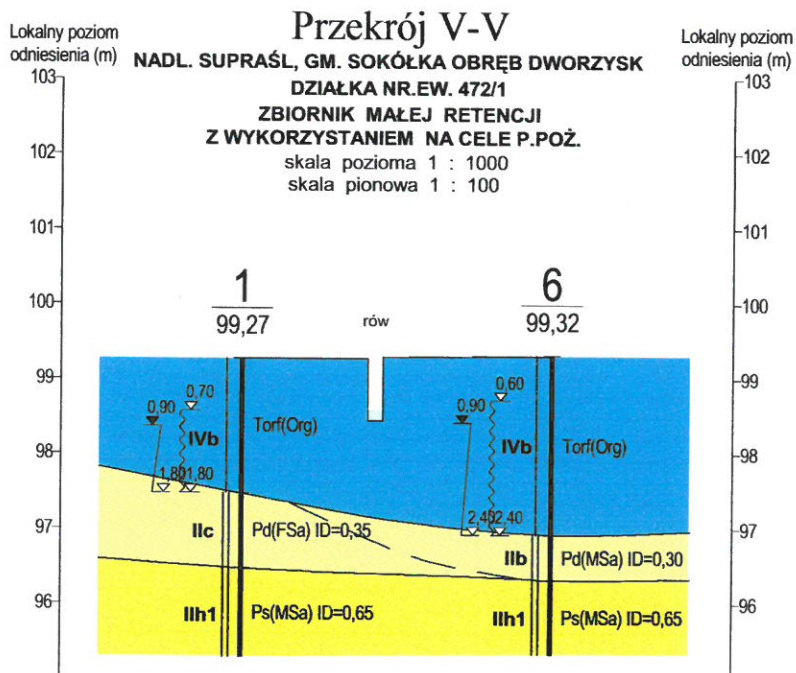 Przekrój V-V
Lokalny poziom
odniesienia (m)
Lokalny poziom
odniesienia (m)
NADL. SUPRAŚL, GM. SOKÓŁKA OBRĘB DWORZYSK
DZIAŁKA NR.EW. 472/1
ZBIORNIK MAŁEJ RETENCJI
Z WYKORZYSTANIEM NA CELE P.POŻ.
skala pozioma 1 : 1000
skala pionowa 1 : 100
103
103
102
102
101
101
100
100
1
99,27
rów
6
99,32
99
99
0,70
0,90
IVb
Torf(Org)
0,60
0,90
IVb
Torf(Org)
98
98
1,80 1,80
97
97
2,40 2,40
IIc
Pd(FSa) ID=0,35
IIb
Pd(MSa) ID=0,30
96
96
IIh1
Ps(MSa) ID=0,65
IIh1
Ps(MSa) ID=0,65